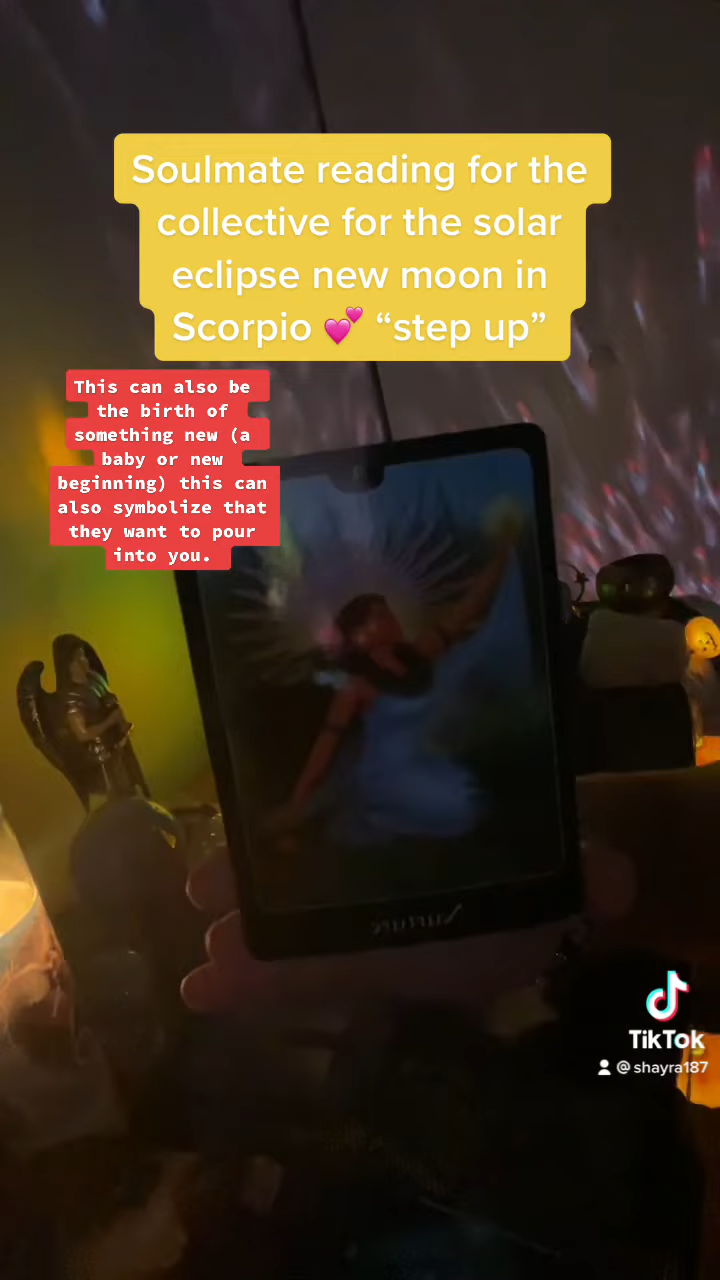 Soulmate reading for the
collective for the solar
eclipse new moon in
Scorpio 💕 “step up”
This can also be
the birth of
something new (a
baby or new
beginning) this can
also symbolize that
they want to pour
into you.
TikTok
@shayra187